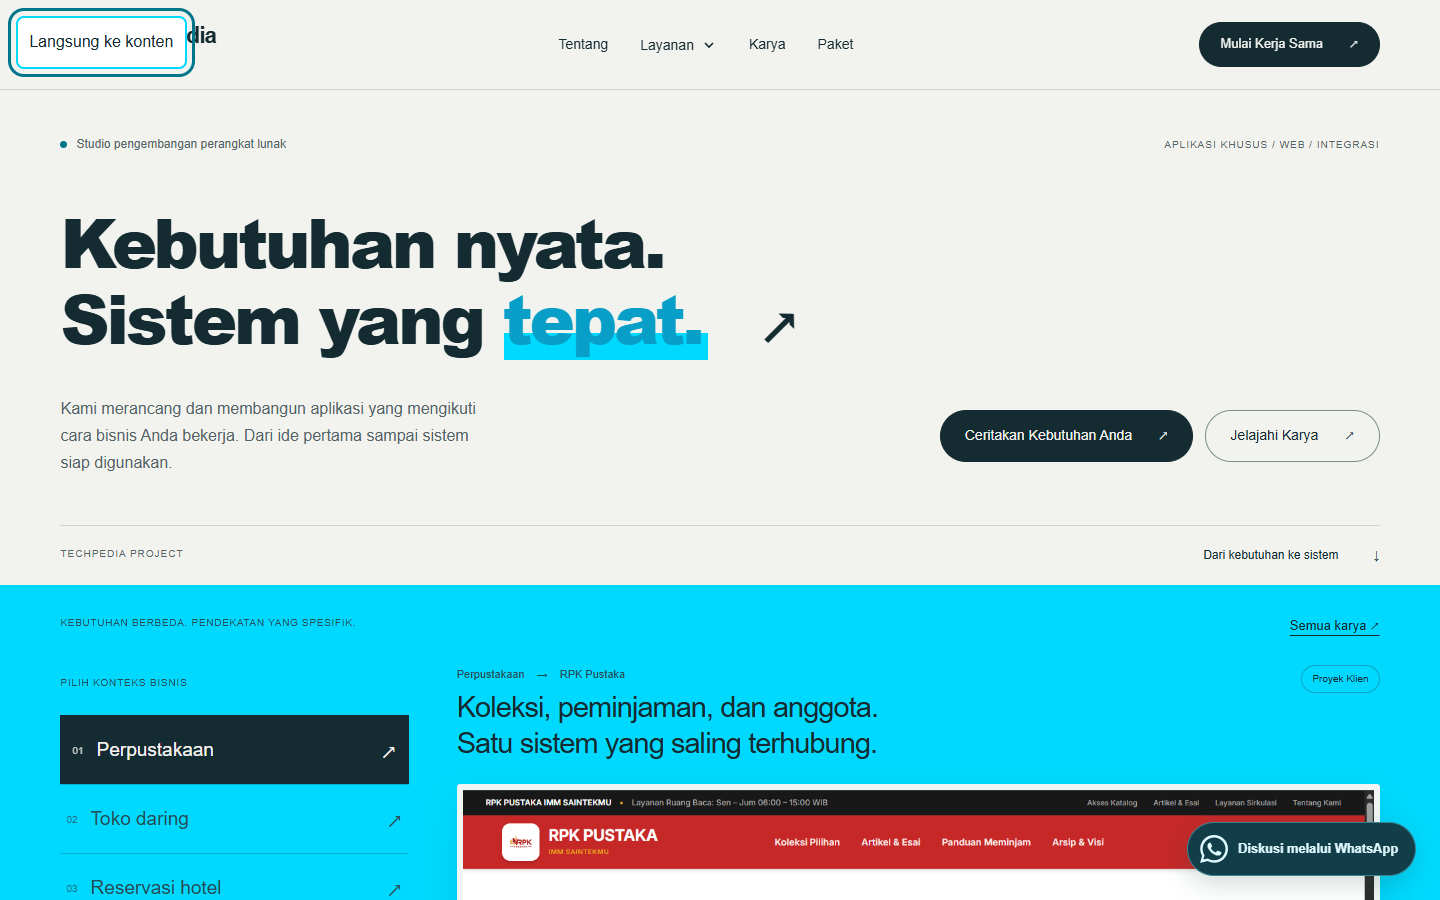 Langsung ke konten
dia
Tentang
Layanan
Karya
Paket
Mulai Kerja Sama ↗
Studio pengembangan perangkat lunak
APLIKASI KHUSUS / WEB / INTEGRASI
Kebutuhan nyata.
Sistem yang tepat. ↗
Kami merancang dan membangun aplikasi yang mengikuti
cara bisnis Anda bekerja. Dari ide pertama sampai sistem
siap digunakan.
Ceritakan Kebutuhan Anda ↗
Jelajahi Karya ↗
TECHPEDIA PROJECT
Dari kebutuhan ke sistem ↓
KEBUTUHAN BERBEDA. PENDEKATAN YANG SPESIFIK.
Semua karya ↗
PILIH KONTEKS BISNIS
01 Perpustakaan ↗
02 Toko daring ↗
03 Reservasi hotel ↗
Perpustakaan → RPK Pustaka
Proyek Klien
Koleksi, peminjaman, dan anggota.
Satu sistem yang saling terhubung.
RPK PUSTAKA IMM SAINTEKMU • Layanan Ruang Baca: Sen – Jum 06:00 – 15:00 WIB
Akses Katalog
Artikel & Esai
Layanan Sirkulasi
Tentang Kami
RPK
RPK PUSTAKA
IMM SAINTEKMU
Koleksi Pilihan
Artikel & Esai
Panduan Meminjam
Arsip & Visi
Diskusi melalui WhatsApp